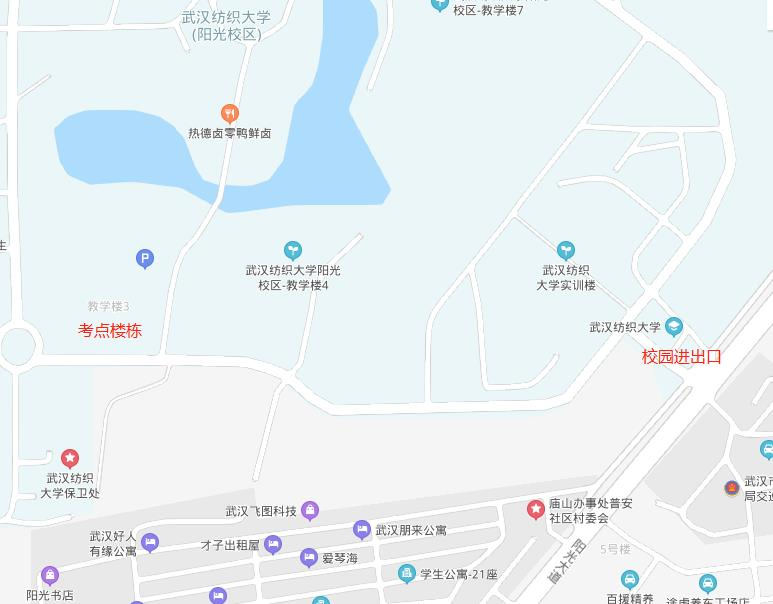 武汉纺织大学
(阳光校区)
校区-教学楼7
热德卤零鸭鲜卤
生
P
武汉纺织大学阳光
校区-教学楼4
武汉纺织
大学实训楼
教学楼3
考点楼栋
武汉纺织大学
校园进出口
武汉纺织
大学保卫处
武汉飞图科技
庙山办事处普安
社区村委会
武汉市
局交巡
武汉好人
有缘公寓
才子出租屋
武汉朋来公寓
爱琴海
学生公寓-21座
阳光大道
5号楼
阳光书店
百援精养